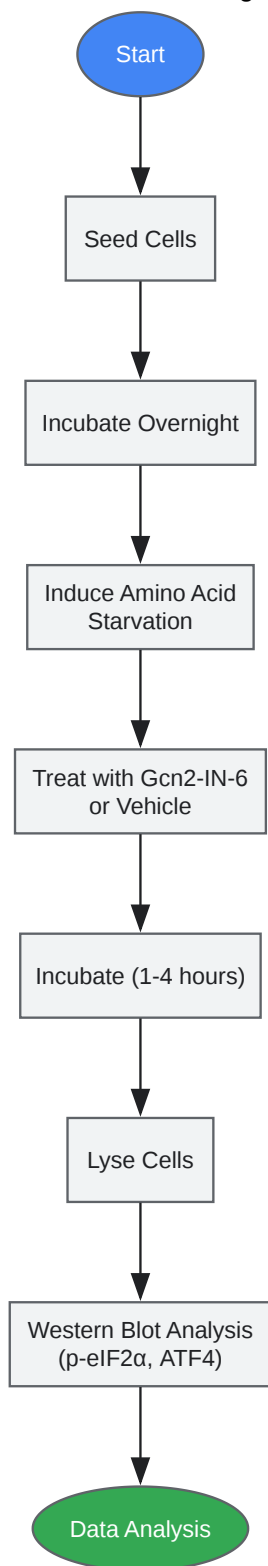 Start
Seed Cells
Incubate Overnight
Induce Amino Acid
Starvation
Treat with Gcn2-IN-6
or Vehicle
Incubate (1-4 hours)
Lyse Cells
Western Blot Analysis
(p-eIF2α, ATF4)
Data Analysis